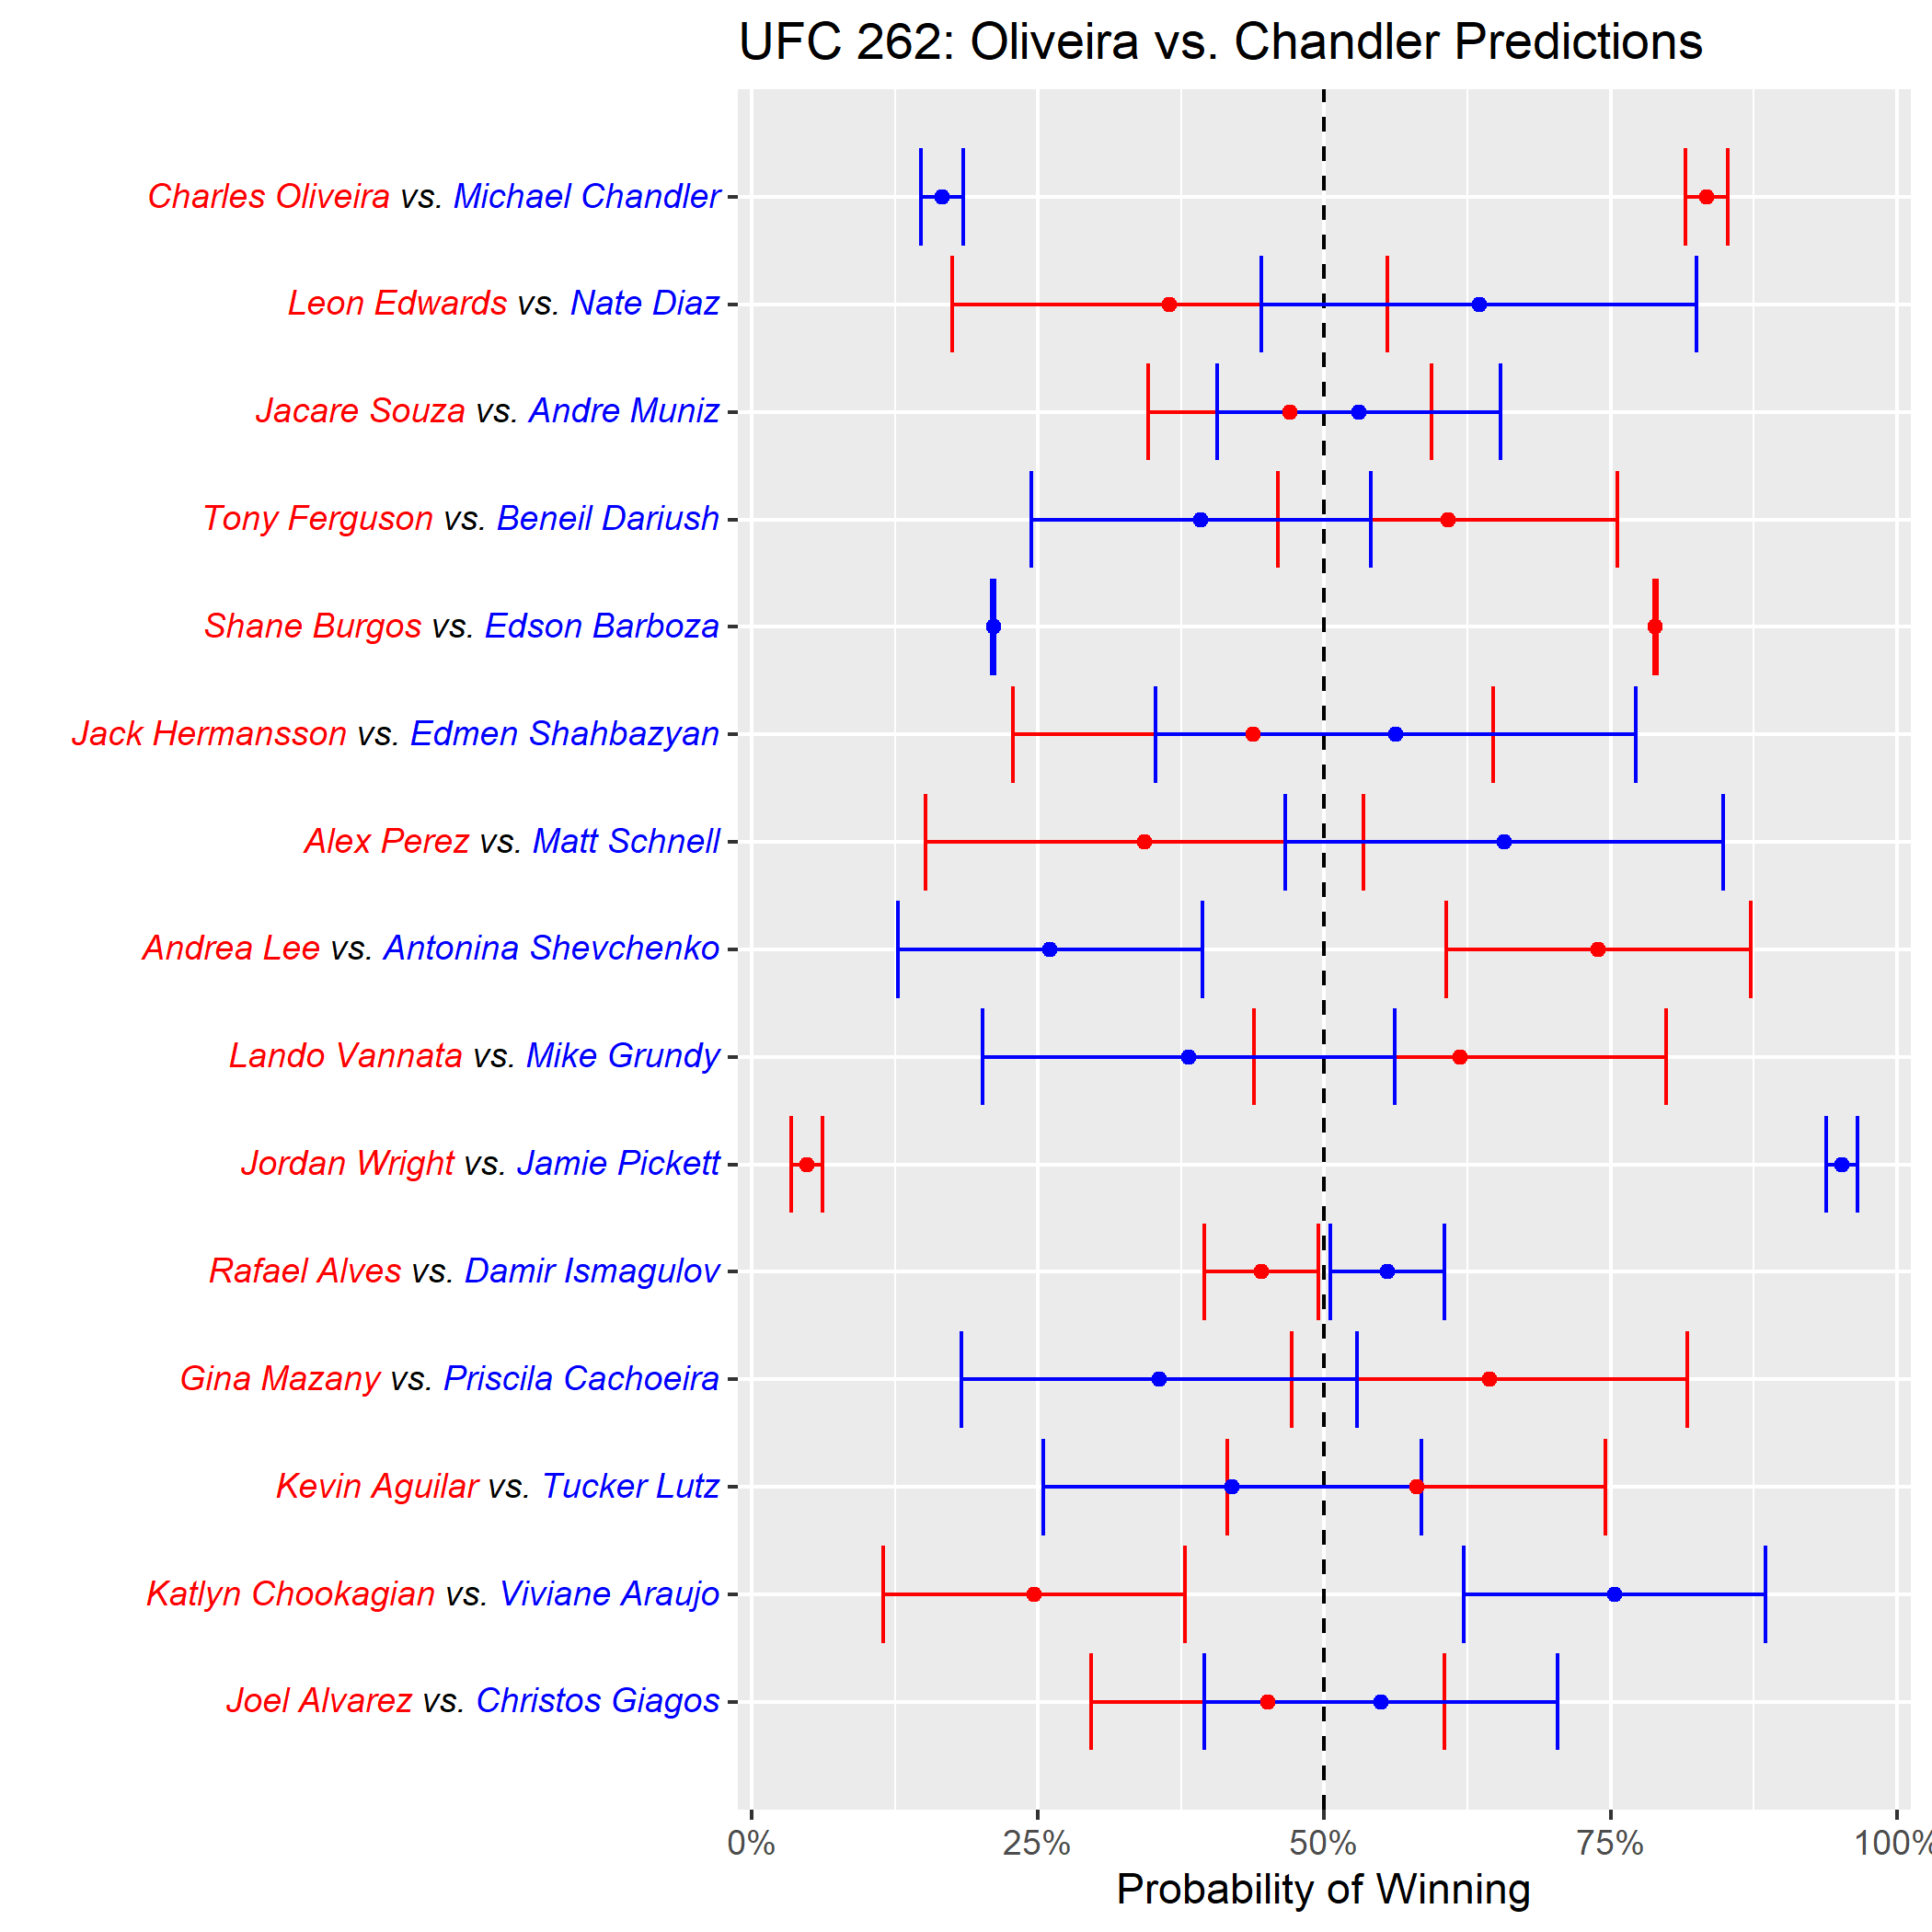 UFC 262: Oliveira vs. Chandler Predictions
Charles Oliveira vs. Michael Chandler
Leon Edwards vs. Nate Diaz
Jacare Souza vs. Andre Muniz
Tony Ferguson vs. Beneil Dariush
Shane Burgos vs. Edson Barboza
Jack Hermansson vs. Edmen Shahbazyan
Alex Perez vs. Matt Schnell
Andrea Lee vs. Antonina Shevchenko
Lando Vannata vs. Mike Grundy
Jordan Wright vs. Jamie Pickett
Rafael Alves vs. Damir Ismagulov
Gina Mazany vs. Priscila Cachoeira
Kevin Aguilar vs. Tucker Lutz
Katlyn Chookagian vs. Viviane Araujo
Joel Alvarez vs. Christos Giagos
0% 25% 50% 75% 100%
Probability of Winning